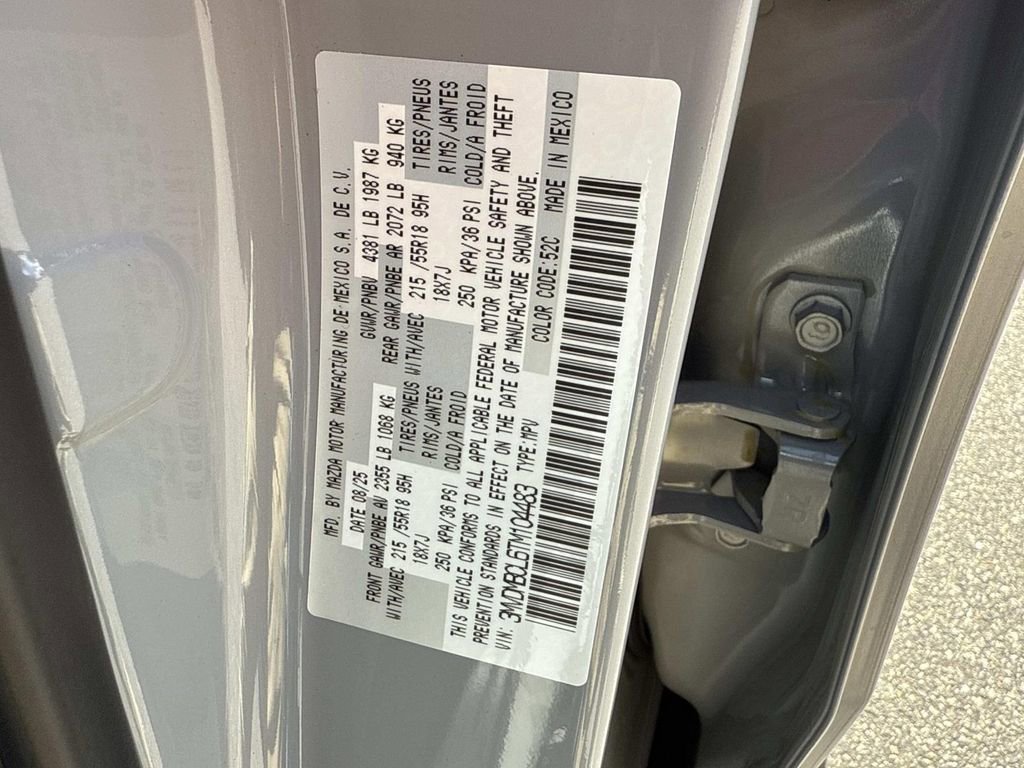 MFD. BY MAZDA MOTOR MANUFACTURING DE MEXICO S.A. DE C.V.
DATE 08/25 GVWR/PNBV 4381 LB 1987 KG
FRONT GAWR/PNBE AV 2355 LB 1068 KG REAR GAWR/PNBE AR 2072 LB 940 KG
WITH/AVEC 215 /55R18 95H TIRES/PNEUS WITH/AVEC 215 /55R18 95H TIRES/PNEUS
18X7J RIMS/JANTES 18X7J RIMS/JANTES
250 KPA/36 PSI COLD/A FROID 250 KPA/36 PSI COLD/A FROID
THIS VEHICLE CONFORMS TO ALL APPLICABLE FEDERAL MOTOR VEHICLE SAFETY AND THEFT
PREVENTION STANDARDS IN EFFECT ON THE DATE OF MANUFACTURE SHOWN ABOVE.
VIN: 3MVDMBCL6TM104483 TYPE:MPV COLOR CODE:52C MADE IN MEXICO